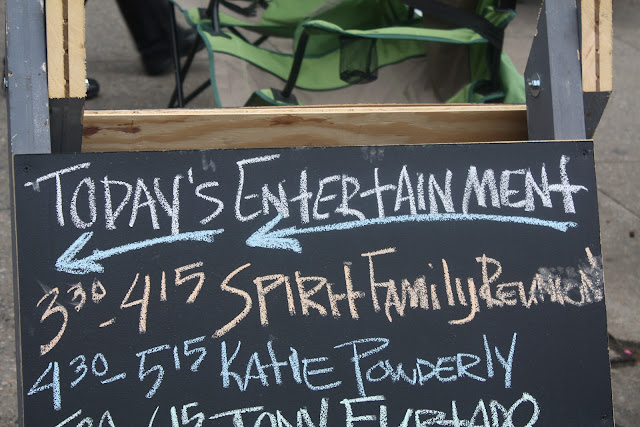 TODAY'S ENTERTAINMENT
3³⁰-4¹⁵ SPIRIT FAMILY REUNION
4³⁰-5¹⁵ KATIE POWDERLY
TONY FURTADO